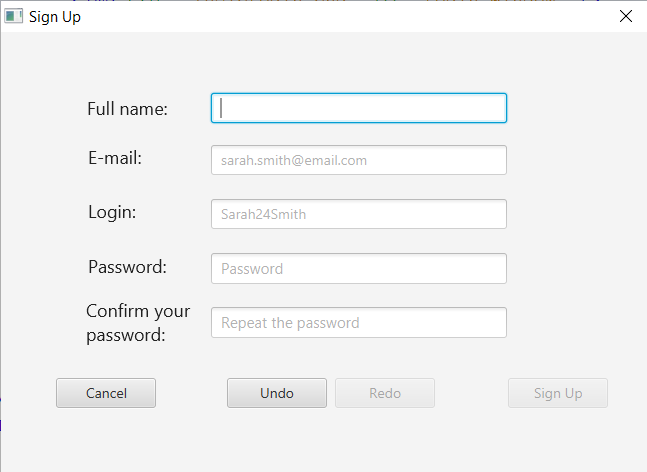 Sign Up
Full name:
E-mail:
sarah.smith@email.com
Login:
Sarah24Smith
Password:
Password
Confirm your
password:
Repeat the password
Cancel
Undo
Redo
Sign Up